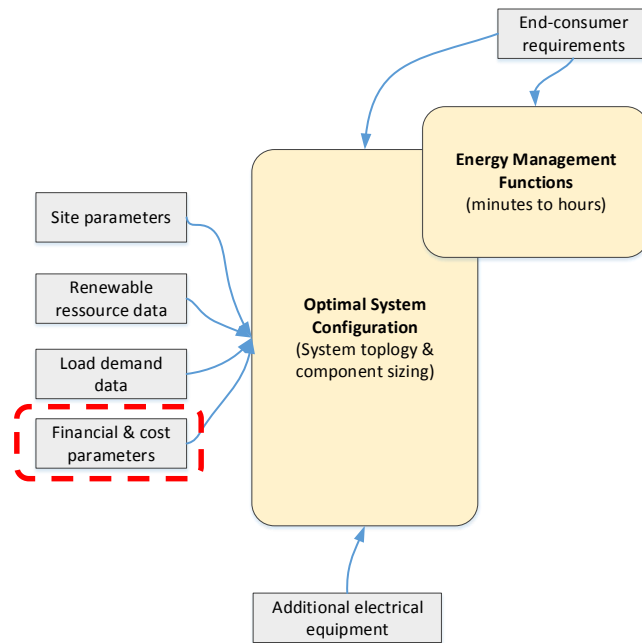 End-consumer
requirements
Energy Management
Functions
(minutes to hours)
Site parameters
Renewable
ressource data
Optimal System
Configuration
(System toplogy &
component sizing)
Load demand
data
Financial & cost
parameters
Additional electrical
equipment